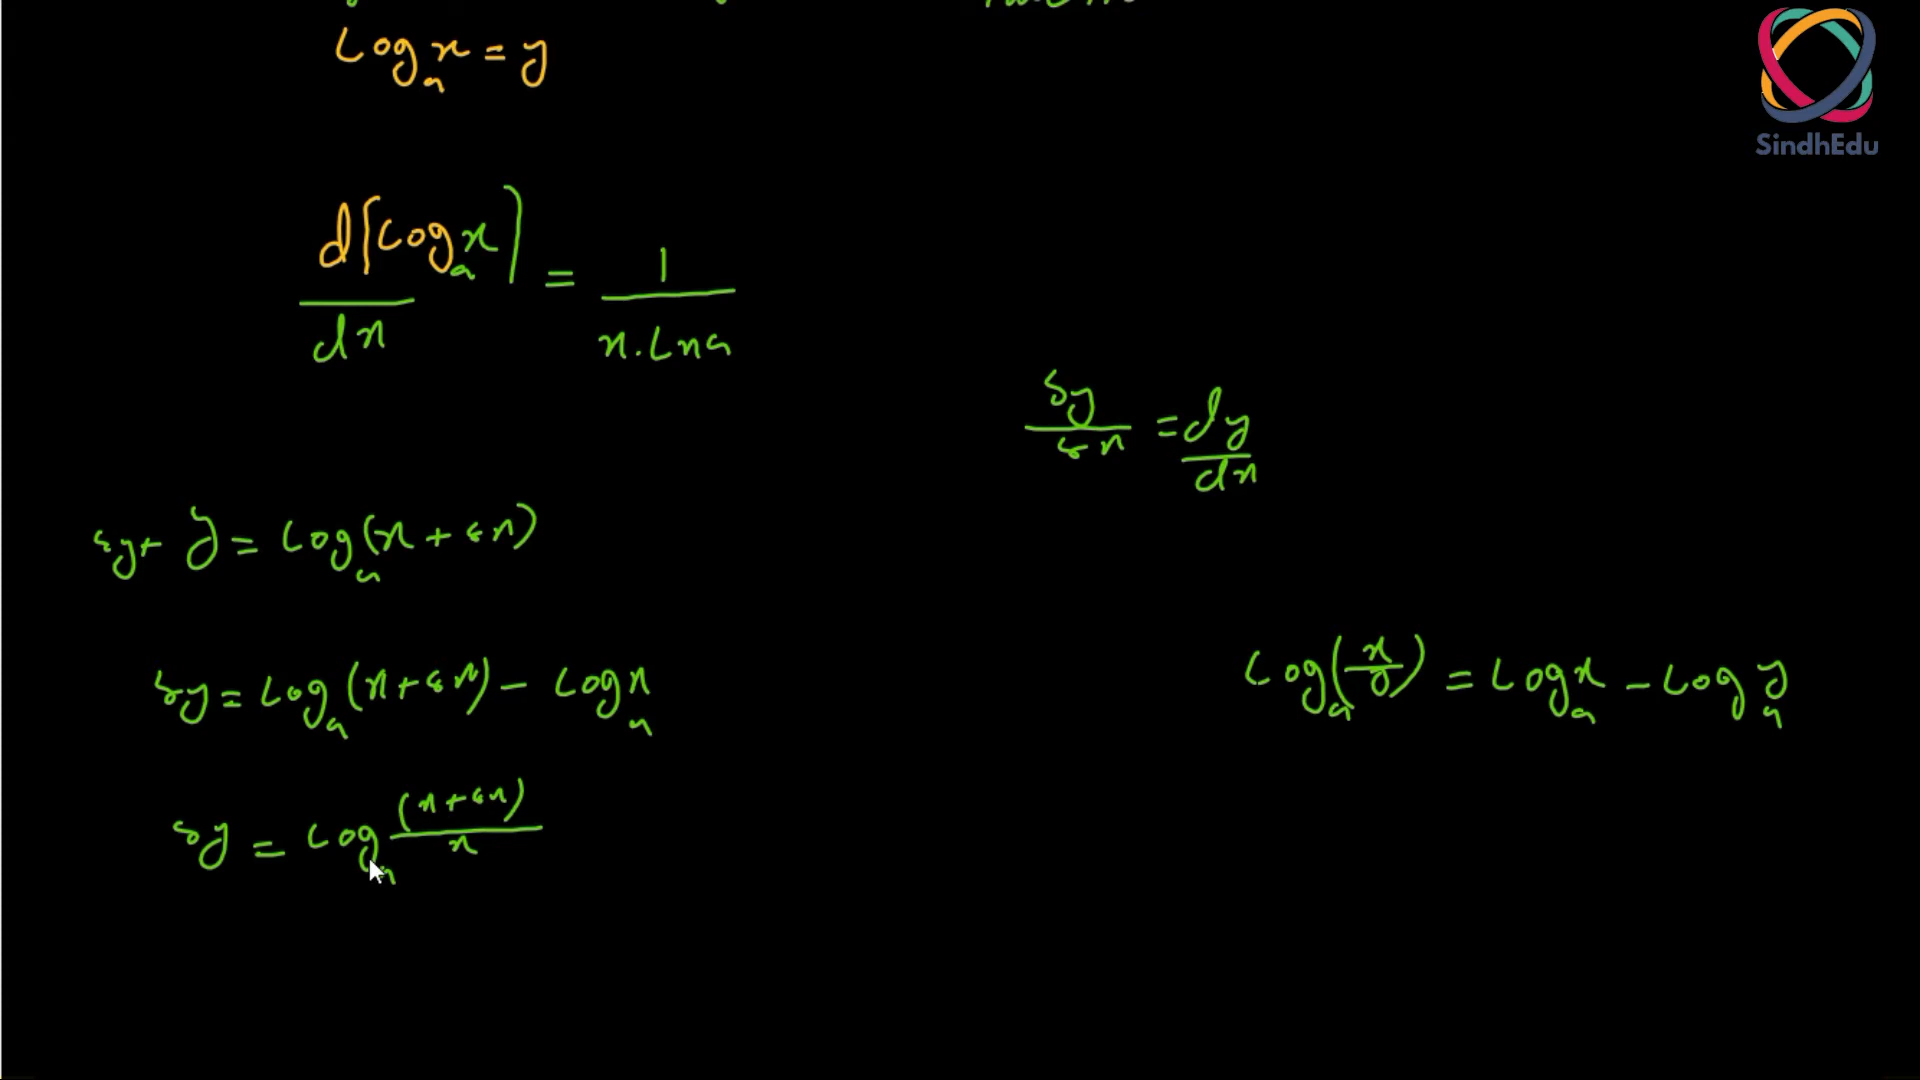 Log_a x = y
SindhEdu
d[Log_a x]/dx = 1/(x.Lna)
δy/δx = dy/dx
δy + y = Log_a(x + δx)
δy = Log_a(x + δx) - Log_a x
Log_a(x/y) = Log_a x - Log_a y
δy = Log_a (x + δx)/x